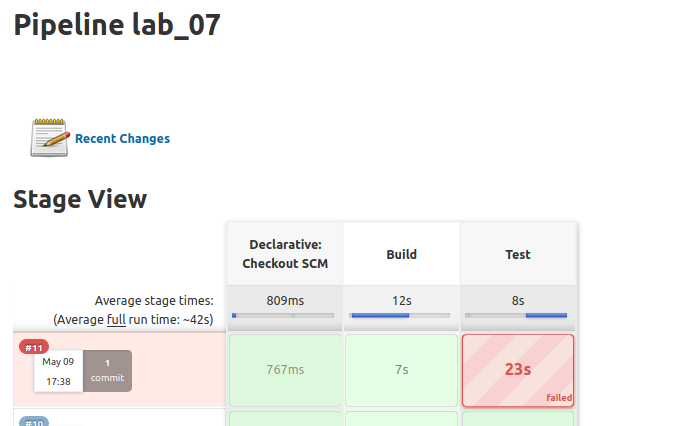 Pipeline lab_07
Recent Changes
Stage View
Declarative:
Checkout SCM
Build
Test
Average stage times:
(Average full run time: ~42s)
809ms
12s
8s
#11
May 09
17:38
1
commit
767ms
7s
23s
failed
#10